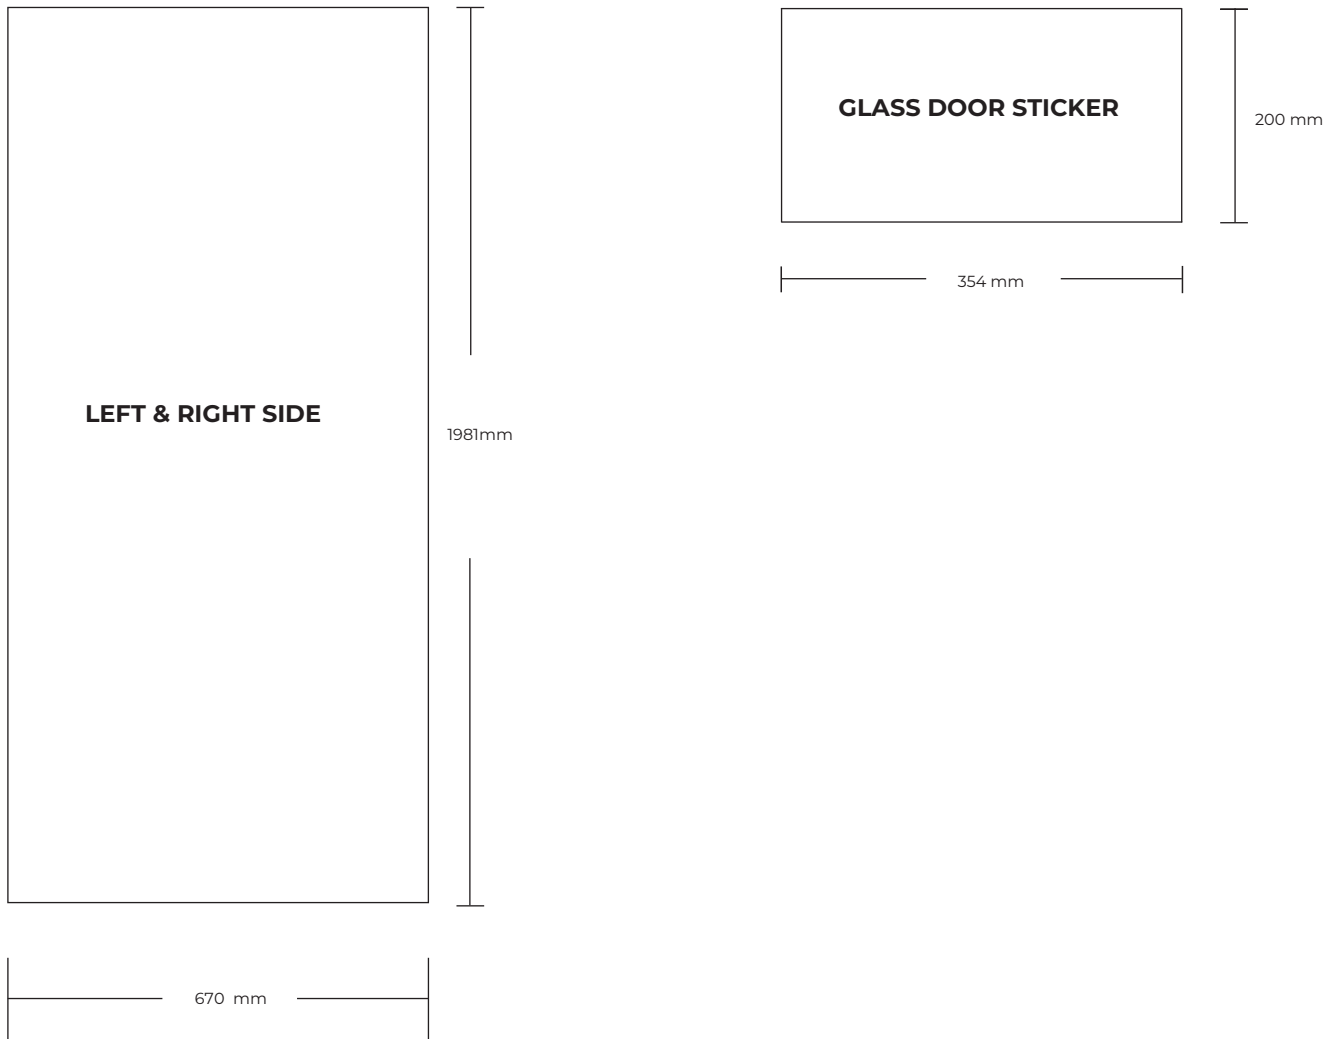 GLASS DOOR STICKER
200 mm
354 mm
LEFT & RIGHT SIDE
1981mm
670 mm